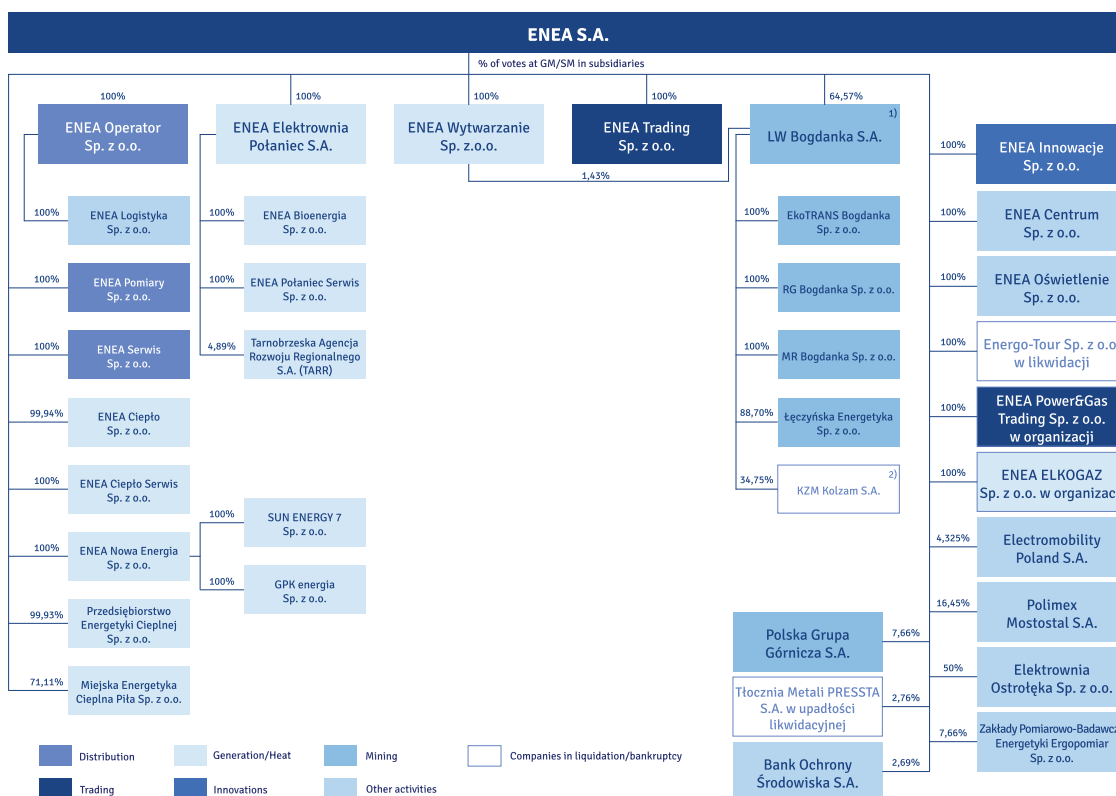 ENEA S.A.
% of votes at GM/SM in subsidiaries
100%
ENEA Operator
Sp. z o.o.
100%
ENEA Elektrownia
Połaniec S.A.
100%
ENEA Wytwarzanie
Sp. z.o.o.
100%
ENEA Trading
Sp. z o.o.
64,57%
1)
LW Bogdanka S.A.
1,43%
100%
ENEA Logistyka
Sp. z o.o.
100%
ENEA Pomiary
Sp. z o.o.
100%
ENEA Serwis
Sp. z o.o.
99,94%
ENEA Ciepło
Sp. z o.o.
100%
ENEA Ciepło Serwis
Sp. z o.o.
100%
ENEA Nowa Energia
Sp. z o.o.
99,93%
Przedsiębiorstwo
Energetyki Cieplnej
Sp. z o.o.
71,11%
Miejska Energetyka
Cieplna Piła Sp. z o.o.
100%
ENEA Bioenergia
Sp. z o.o.
100%
ENEA Połaniec Serwis
Sp. z o.o.
4,89%
Tarnobrzeska Agencja
Rozwoju Regionalnego
S.A. (TARR)
100%
SUN ENERGY 7
Sp. z o.o.
100%
GPK energia
Sp. z o.o.
100%
EkoTRANS Bogdanka
Sp. z o.o.
100%
RG Bogdanka Sp. z o.o.
100%
MR Bogdanka Sp. z o.o.
88,70%
Łęczyńska Energetyka
Sp. z o.o.
34,75%
2)
KZM Kolzam S.A.
100%
ENEA Innowacje
Sp. z o.o.
100%
ENEA Centrum
Sp. z o.o.
100%
ENEA Oświetlenie
Sp. z o.o.
100%
Energo-Tour Sp. z o.o
w likwidacji
100%
ENEA Power&Gas
Trading Sp. z o.o.
w organizacji
100%
ENEA ELKOGAZ
Sp. z o.o. w organizac
4,325%
Electromobility
Poland S.A.
16,45%
Polimex
Mostostal S.A.
50%
Elektrownia
Ostrołęka Sp. z o.o.
7,66%
Zakłady Pomiarowo-Badawcz
Energetyki Ergopomiar
Sp. z o.o.
Polska Grupa
Górnicza S.A.
7,66%
Tłocznia Metali PRESSTA
S.A. w upadłości
likwidacyjnej
2,76%
Bank Ochrony
Środowiska S.A.
2,69%
Distribution
Generation/Heat
Mining
Companies in liquidation/bankruptcy
Trading
Innovations
Other activities